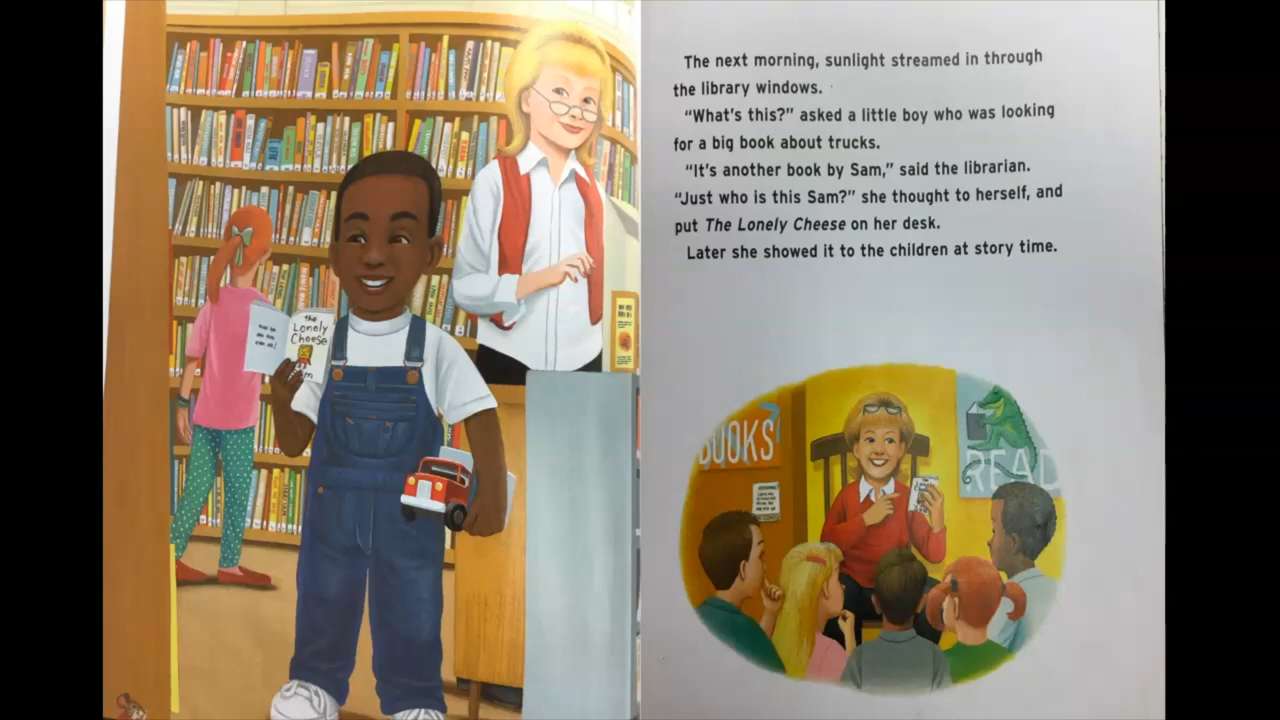 the
Lonely
Cheese
The next morning, sunlight streamed in through
the library windows.
"What's this?" asked a little boy who was looking
for a big book about trucks.
"It's another book by Sam," said the librarian.
"Just who is this Sam?" she thought to herself, and
put The Lonely Cheese on her desk.
Later she showed it to the children at story time.
BOOKS
READ